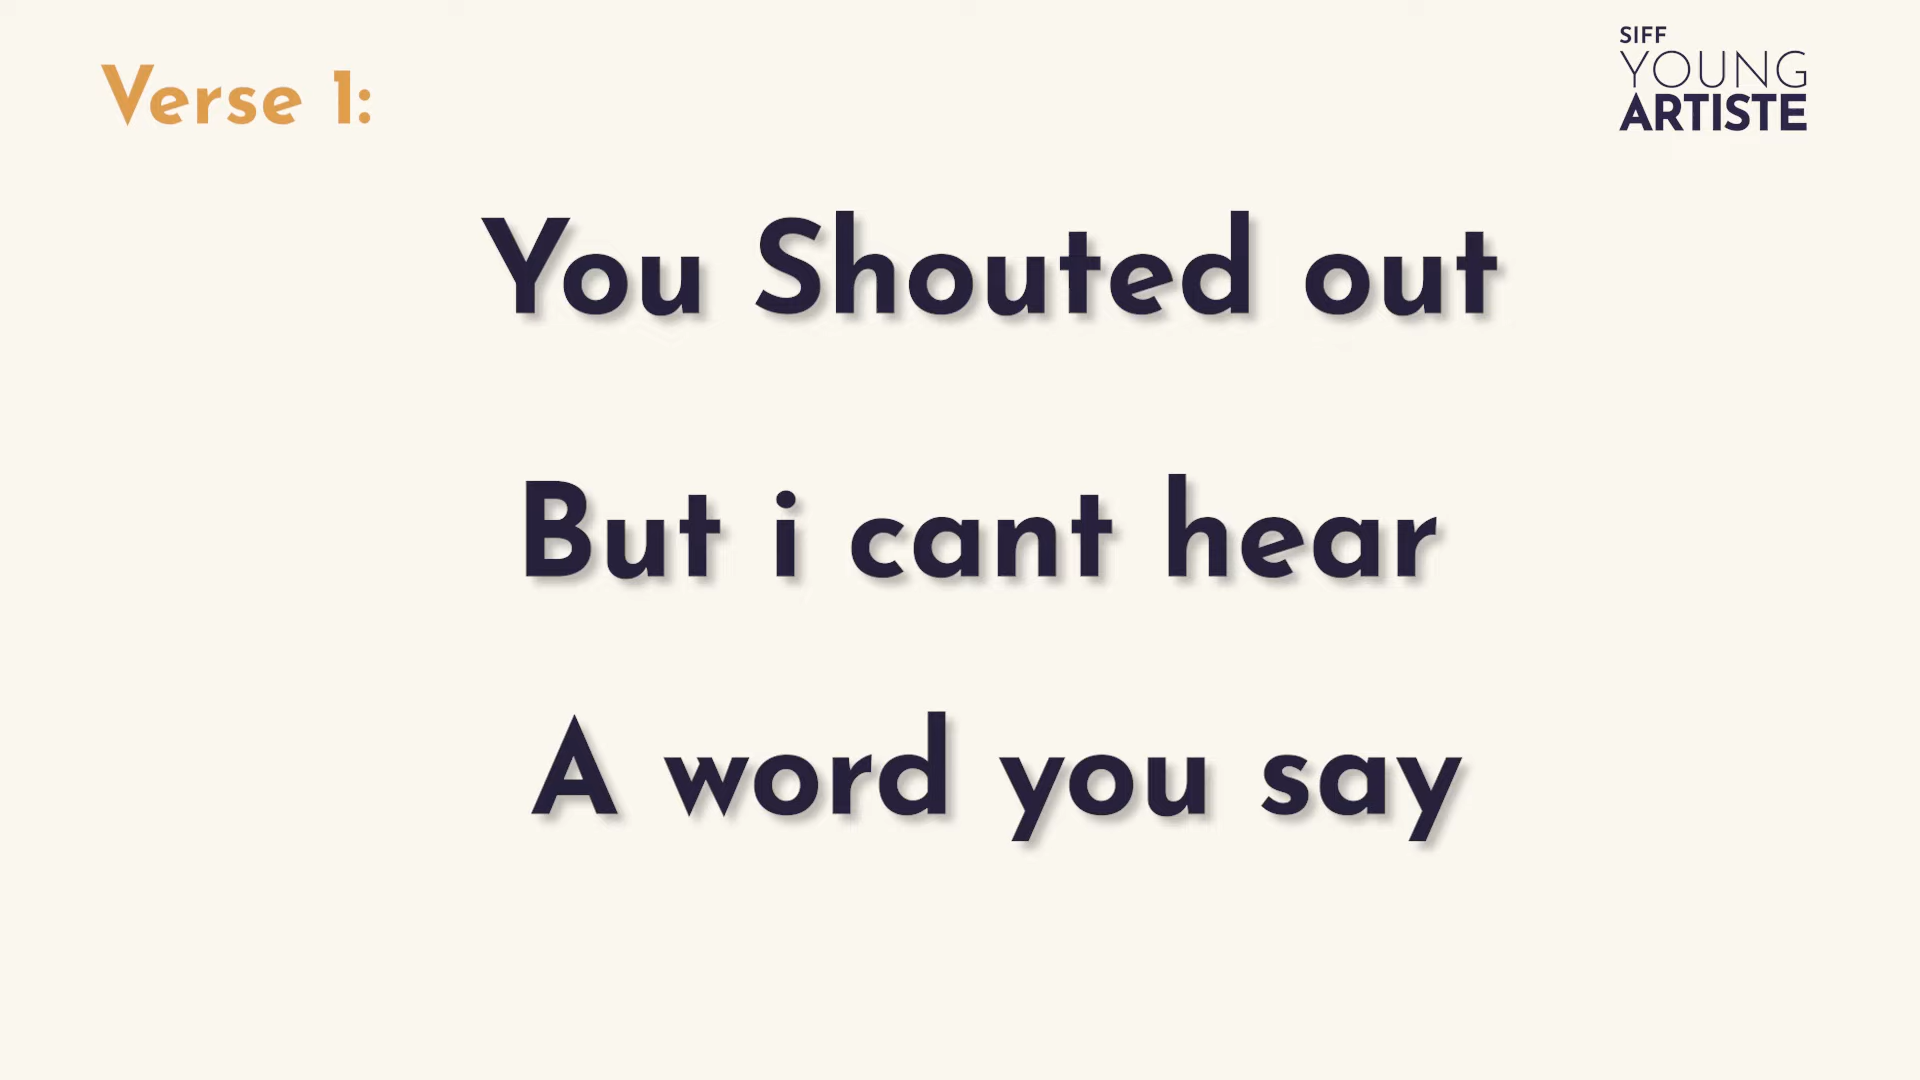 Verse 1:
SIFF
YOUNG
ARTISTE
You Shouted out
But i cant hear
A word you say